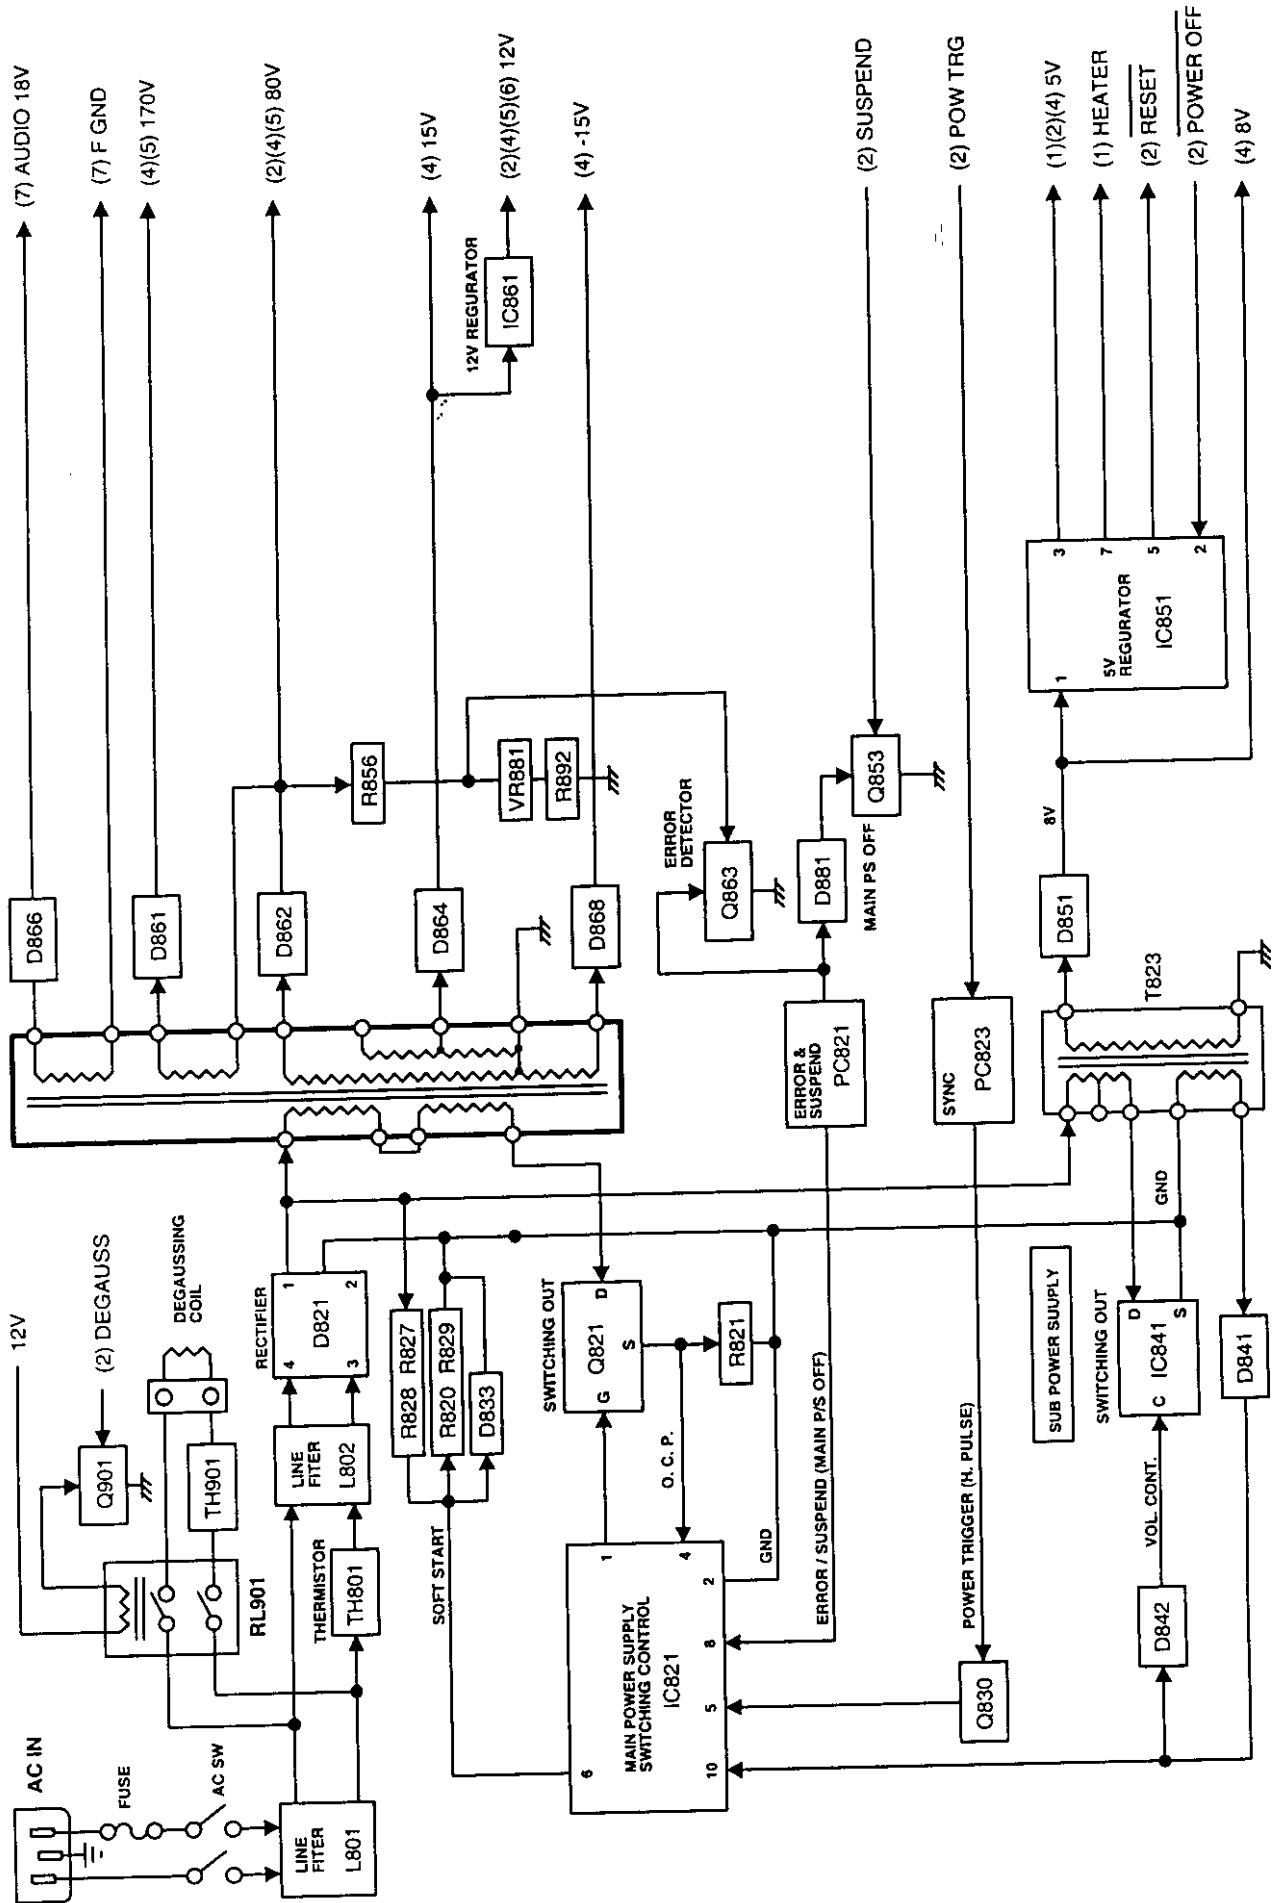 AC IN
FUSE
AC SW
LINE
FITER
L801
12V
(2) DEGAUSS
Q901
RL901
TH901
DEGAUSSING
COIL
THERMISTOR
TH801
LINE
FITER
L802
RECTIFIER
4
1
D821
3
2
R828 R827
R820 R829
D833
SOFT START
SWITCHING OUT
G
Q821
D
S
R821
O. C. P.
MAIN POWER SUPPLY
SWITCHING CONTROL
IC821
6
1
4
2
8
5
10
GND
ERROR / SUSPEND (MAIN P/S OFF)
POWER TRIGGER (H. PULSE)
Q830
D842
VOL. CONT.
SUB POWER SUUPLY
SWITCHING OUT
C
IC841
D
S
D841
GND
T823
D866
(7) AUDIO 18V
(7) F GND
D861
(4)(5) 170V
D862
(2)(4)(5) 80V
R856
VR881
R892
D864
(4) 15V
12V REGURATOR
IC861
(2)(4)(5)(6) 12V
D868
(4) -15V
ERROR
DETECTOR
Q863
ERROR &
SUSPEND
PC821
D881
MAIN PS OFF
Q853
(2) SUSPEND
SYNC
PC823
(2) POW TRG
D851
8V
1
5V
REGURATOR
IC851
3
7
5
2
(1)(2)(4) 5V
(1) HEATER
(2) RESET
(2) POWER OFF
(4) 8V